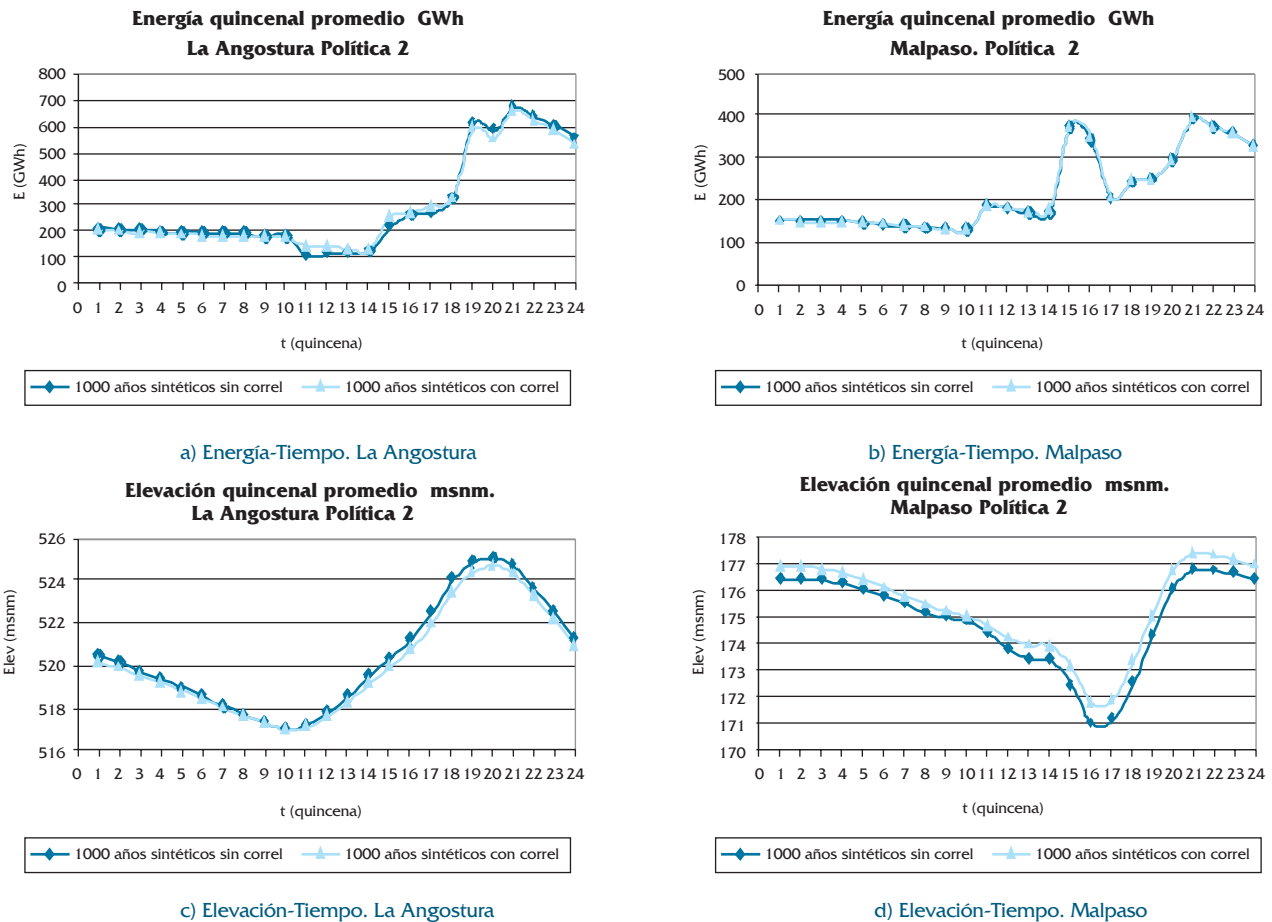 Energía quincenal promedio GWh
La Angostura Política 2
800
700
600
500
400
300
200
100
0
E (GWh)
0 1 2 3 4 5 6 7 8 9 10 11 12 13 14 15 16 17 18 19 20 21 22 23 24
t (quincena)
1000 años sintéticos sin correl 1000 años sintéticos con correl
a) Energía-Tiempo. La Angostura
Energía quincenal promedio GWh
Malpaso. Política 2
500
400
300
200
100
0
E (GWh)
0 1 2 3 4 5 6 7 8 9 10 11 12 13 14 15 16 17 18 19 20 21 22 23 24
t (quincena)
1000 años sintéticos sin correl 1000 años sintéticos con correl
b) Energía-Tiempo. Malpaso
Elevación quincenal promedio msnm.
La Angostura Política 2
526
524
522
520
518
516
Elev (msnm)
0 1 2 3 4 5 6 7 8 9 10 11 12 13 14 15 16 17 18 19 20 21 22 23 24
t (quincena)
1000 años sintéticos sin correl 1000 años sintéticos con correl
c) Elevación-Tiempo. La Angostura
Elevación quincenal promedio msnm.
Malpaso Política 2
178
177
176
175
174
173
172
171
170
Elev (msnm)
0 1 2 3 4 5 6 7 8 9 10 11 12 13 14 15 16 17 18 19 20 21 22 23 24
t (quincena)
1000 años sintéticos sin correl 1000 años sintéticos con correl
d) Elevación-Tiempo. Malpaso